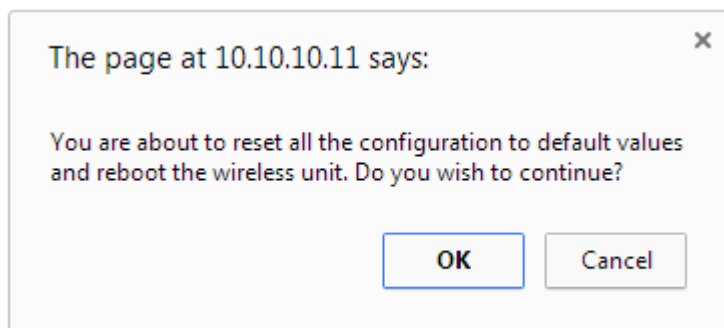 The page at 10.10.10.11 says:
You are about to reset all the configuration to default values
and reboot the wireless unit. Do you wish to continue?
OK
Cancel